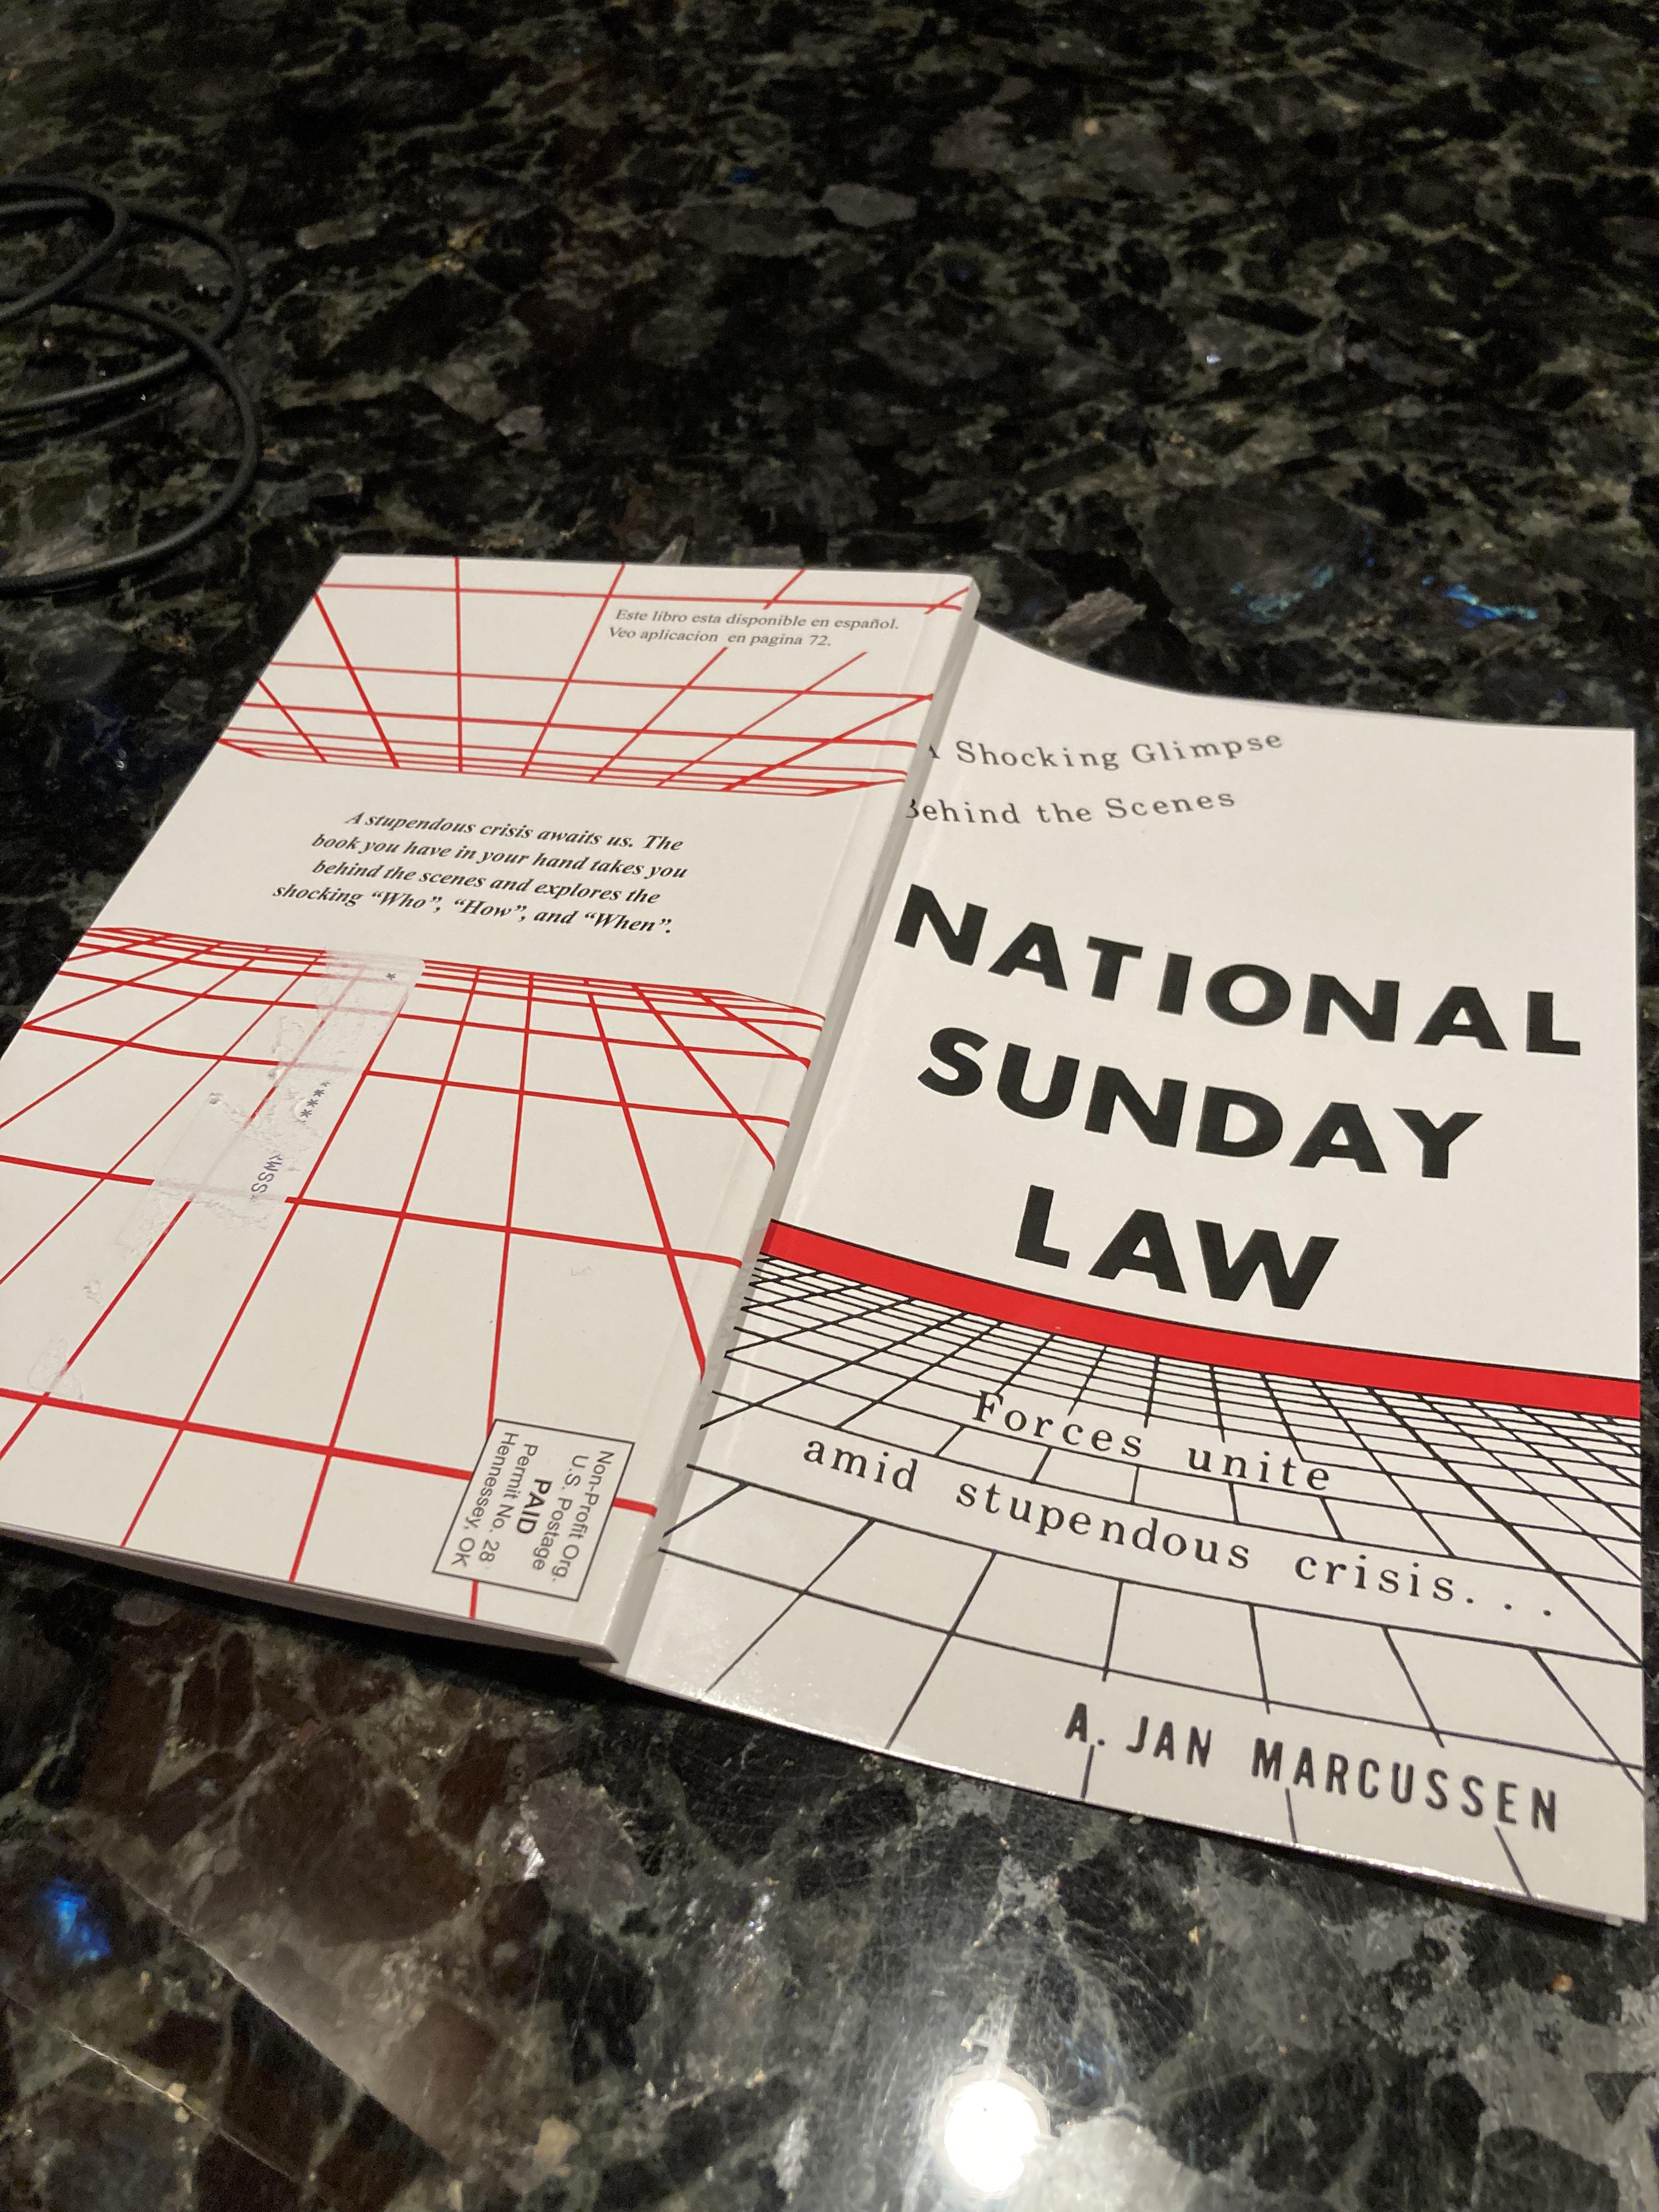 Este libro esta disponible en español.
Veo aplicacion en pagina 72.
A stupendous crisis awaits us. The
book you have in your hand takes you
behind the scenes and explores the
shocking “Who”, “How”, and “When”.
*
****
Non-Profit Org.
U.S. Postage
PAID
Permit No. 28
Hennessey, OK
A Shocking Glimpse
Behind the Scenes
NATIONAL
SUNDAY
LAW
Forces unite
amid stupendous crisis...
A. JAN MARCUSSEN